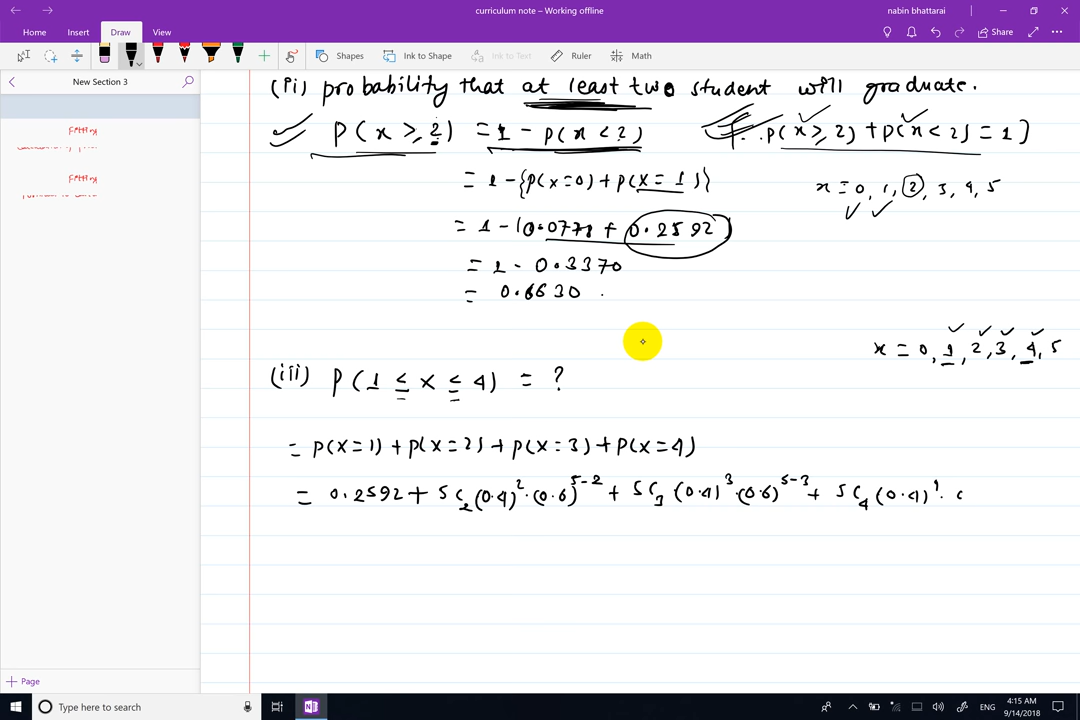 curriculum note – Working offline
nabin bhattarai
Home Insert Draw View
Share
Shapes Ink to Shape Ink to Text Ruler Math
New Section 3
(ii) probability that at least two student will graduate.
P(x ≥ 2) = 1 - P(x < 2) [∵ P(x ≥ 2) + P(x < 2) = 1]
= 1 - {P(x=0) + P(x=1)}
x = 0, 1, 2, 3, 4, 5
= 1 - (0.0778 + 0.2592)
= 1 - 0.3370
= 0.6630
x = 0, 1, 2, 3, 4, 5
(iii) P(1 ≤ x ≤ 4) = ?
= P(x=1) + P(x=2) + P(x=3) + P(x=4)
= 0.2592 + 5C₂(0.4)²·(0.6)⁵⁻² + 5C₃(0.4)³·(0.6)⁵⁻³ + 5C₄(0.4)⁴·(
Page
Type here to search
ENG
4:15 AM
9/14/2018